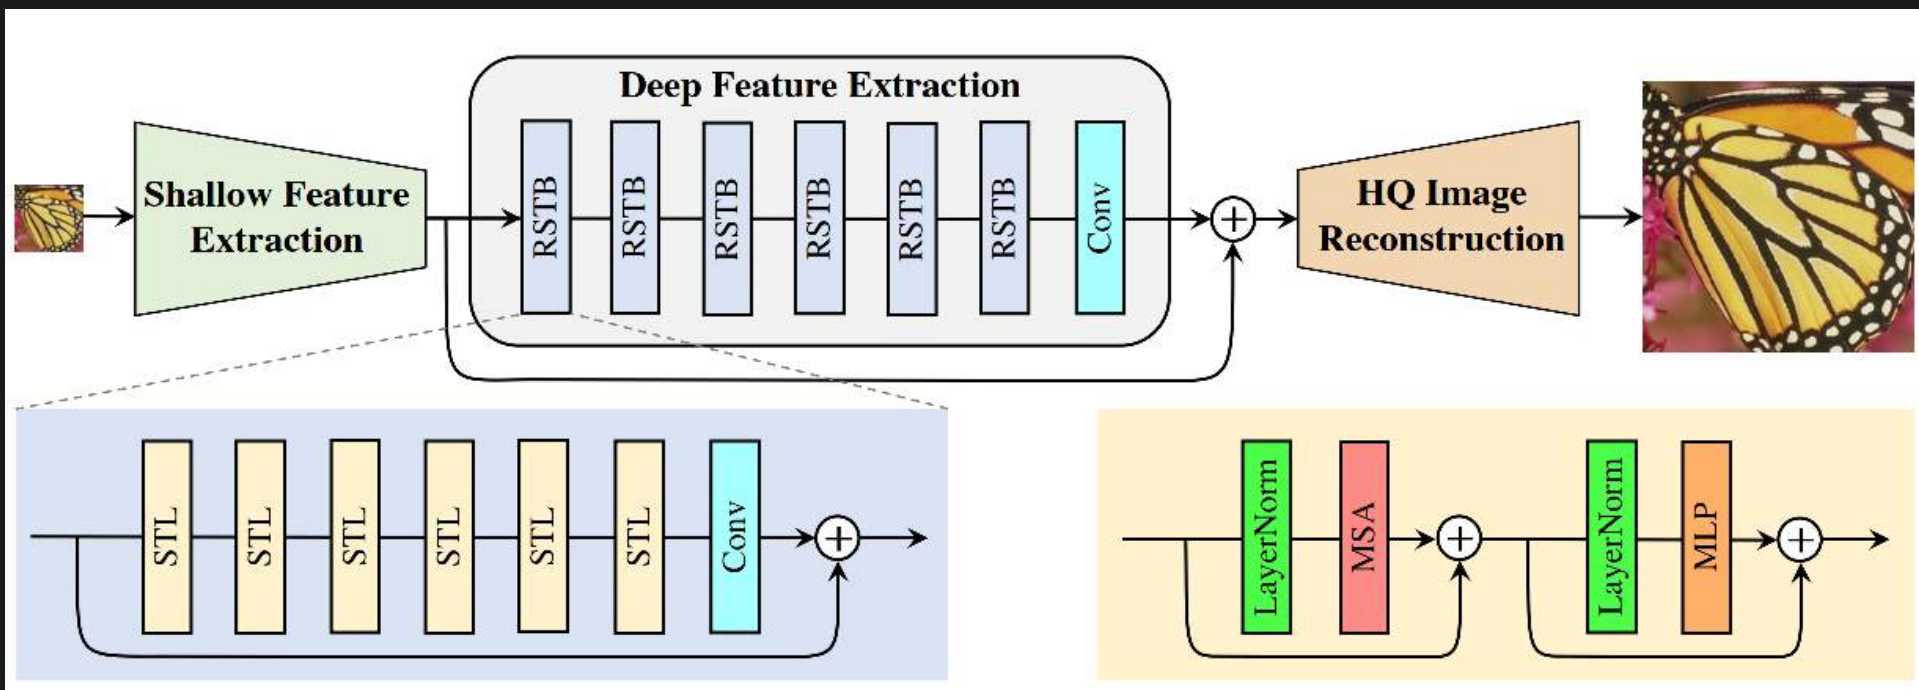 Deep Feature Extraction
Shallow Feature
Extraction
RSTB
RSTB
RSTB
RSTB
RSTB
RSTB
Conv
+
HQ Image
Reconstruction
STL
STL
STL
STL
STL
STL
Conv
+
LayerNorm
MSA
+
LayerNorm
MLP
+